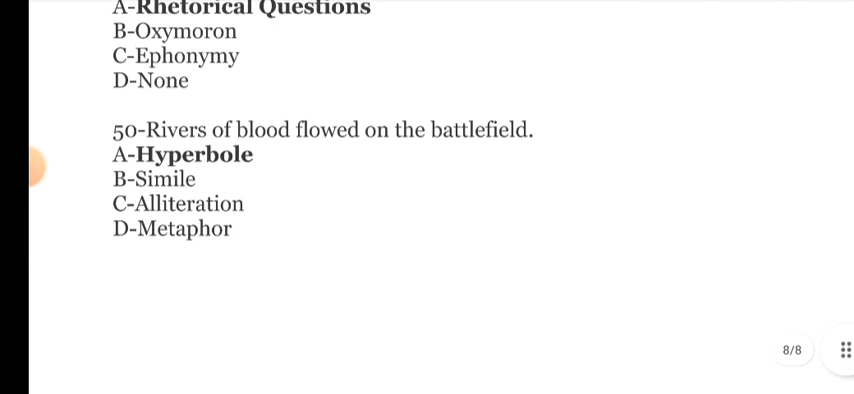 A-Rhetorical Questions
B-Oxymoron
C-Ephonymy
D-None
50-Rivers of blood flowed on the battlefield.
A-Hyperbole
B-Simile
C-Alliteration
D-Metaphor
8/8